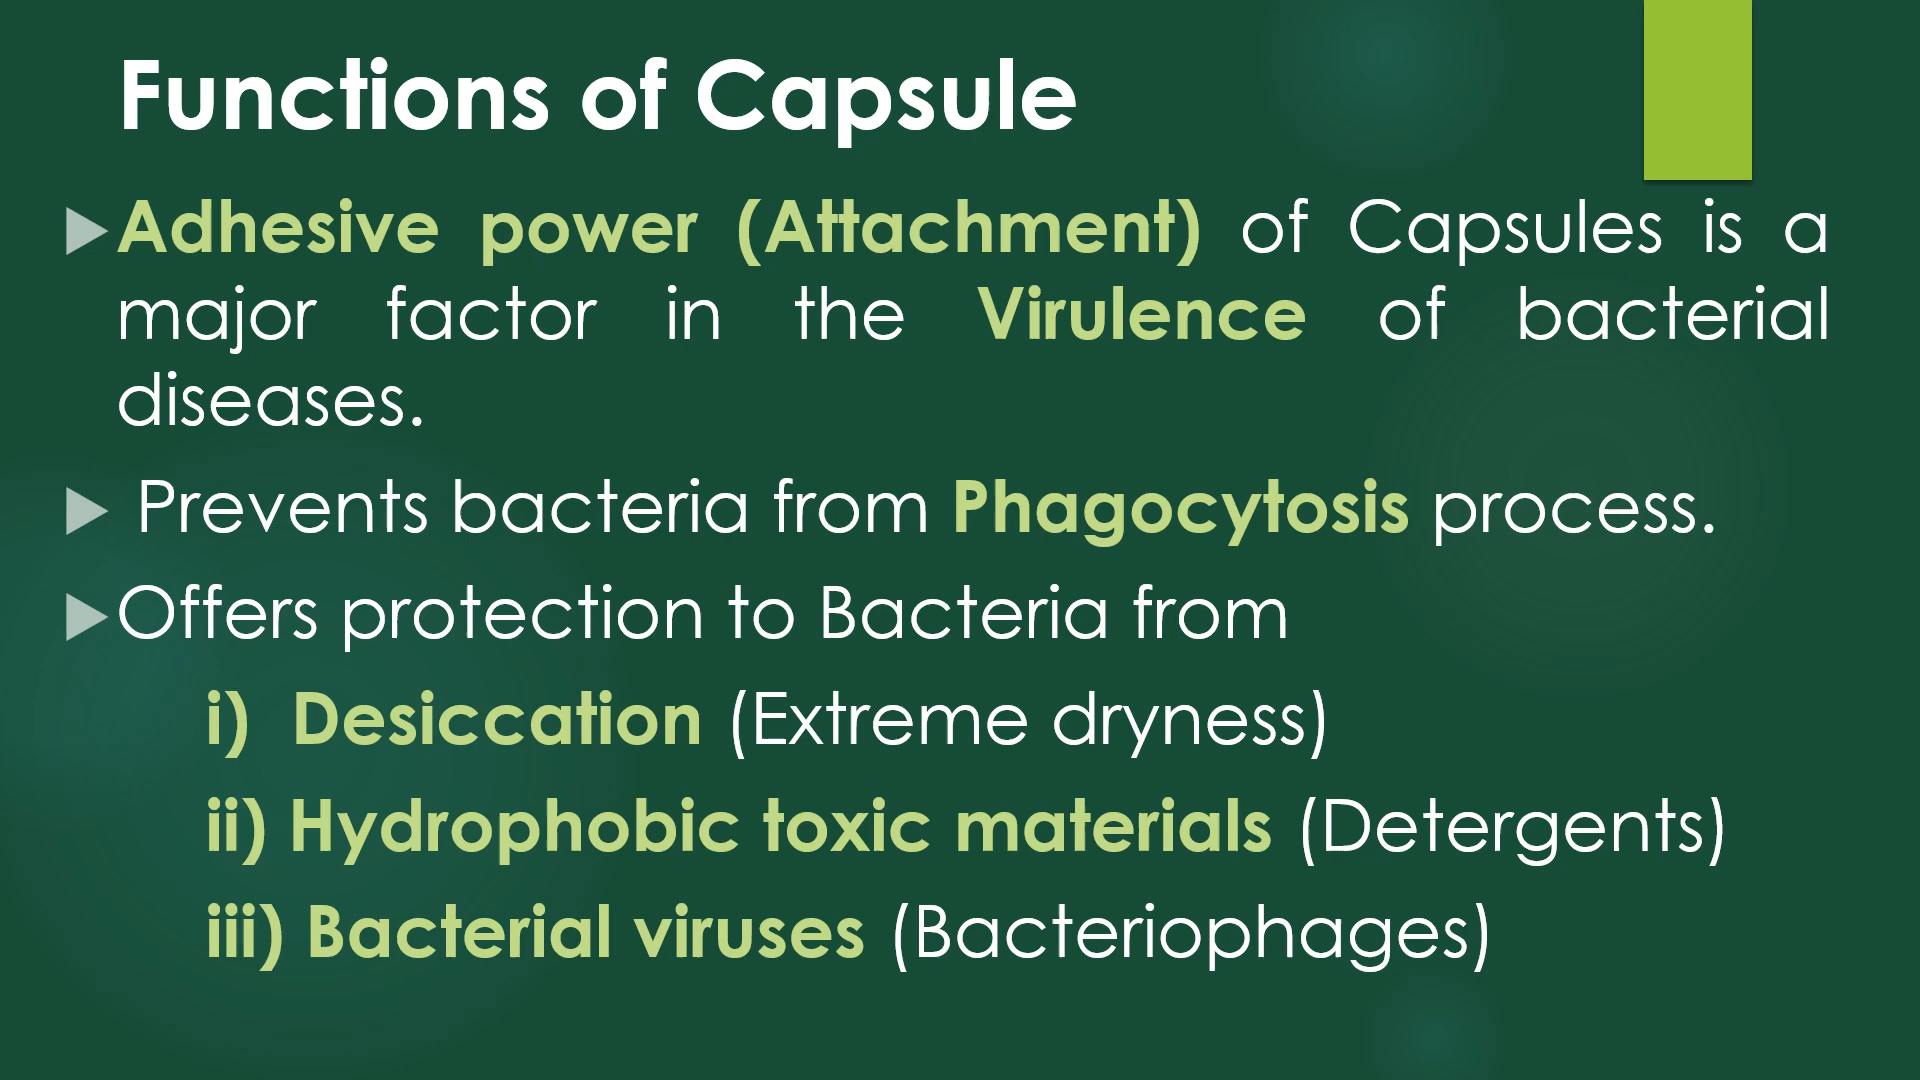 Functions of Capsule
Adhesive power (Attachment) of Capsules is a
major factor in the Virulence of bacterial
diseases.
Prevents bacteria from Phagocytosis process.
Offers protection to Bacteria from
i) Desiccation (Extreme dryness)
ii) Hydrophobic toxic materials (Detergents)
iii) Bacterial viruses (Bacteriophages)